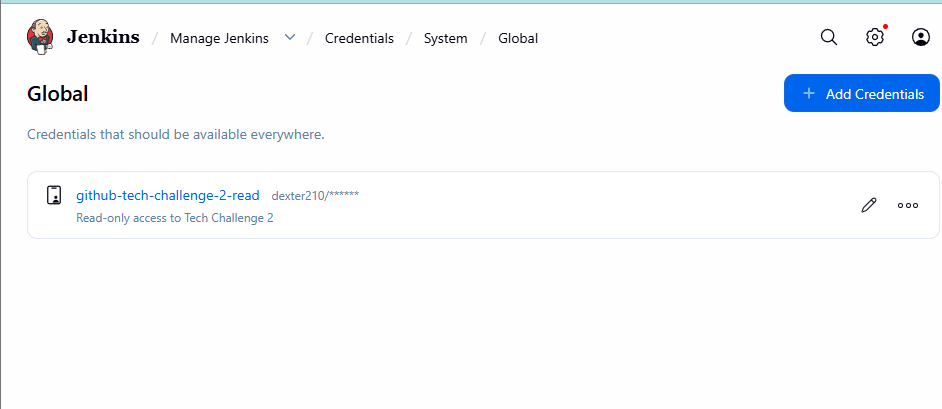 Jenkins / Manage Jenkins / Credentials / System / Global
Global
Add Credentials
Credentials that should be available everywhere.
github-tech-challenge-2-read dexter210/******
Read-only access to Tech Challenge 2